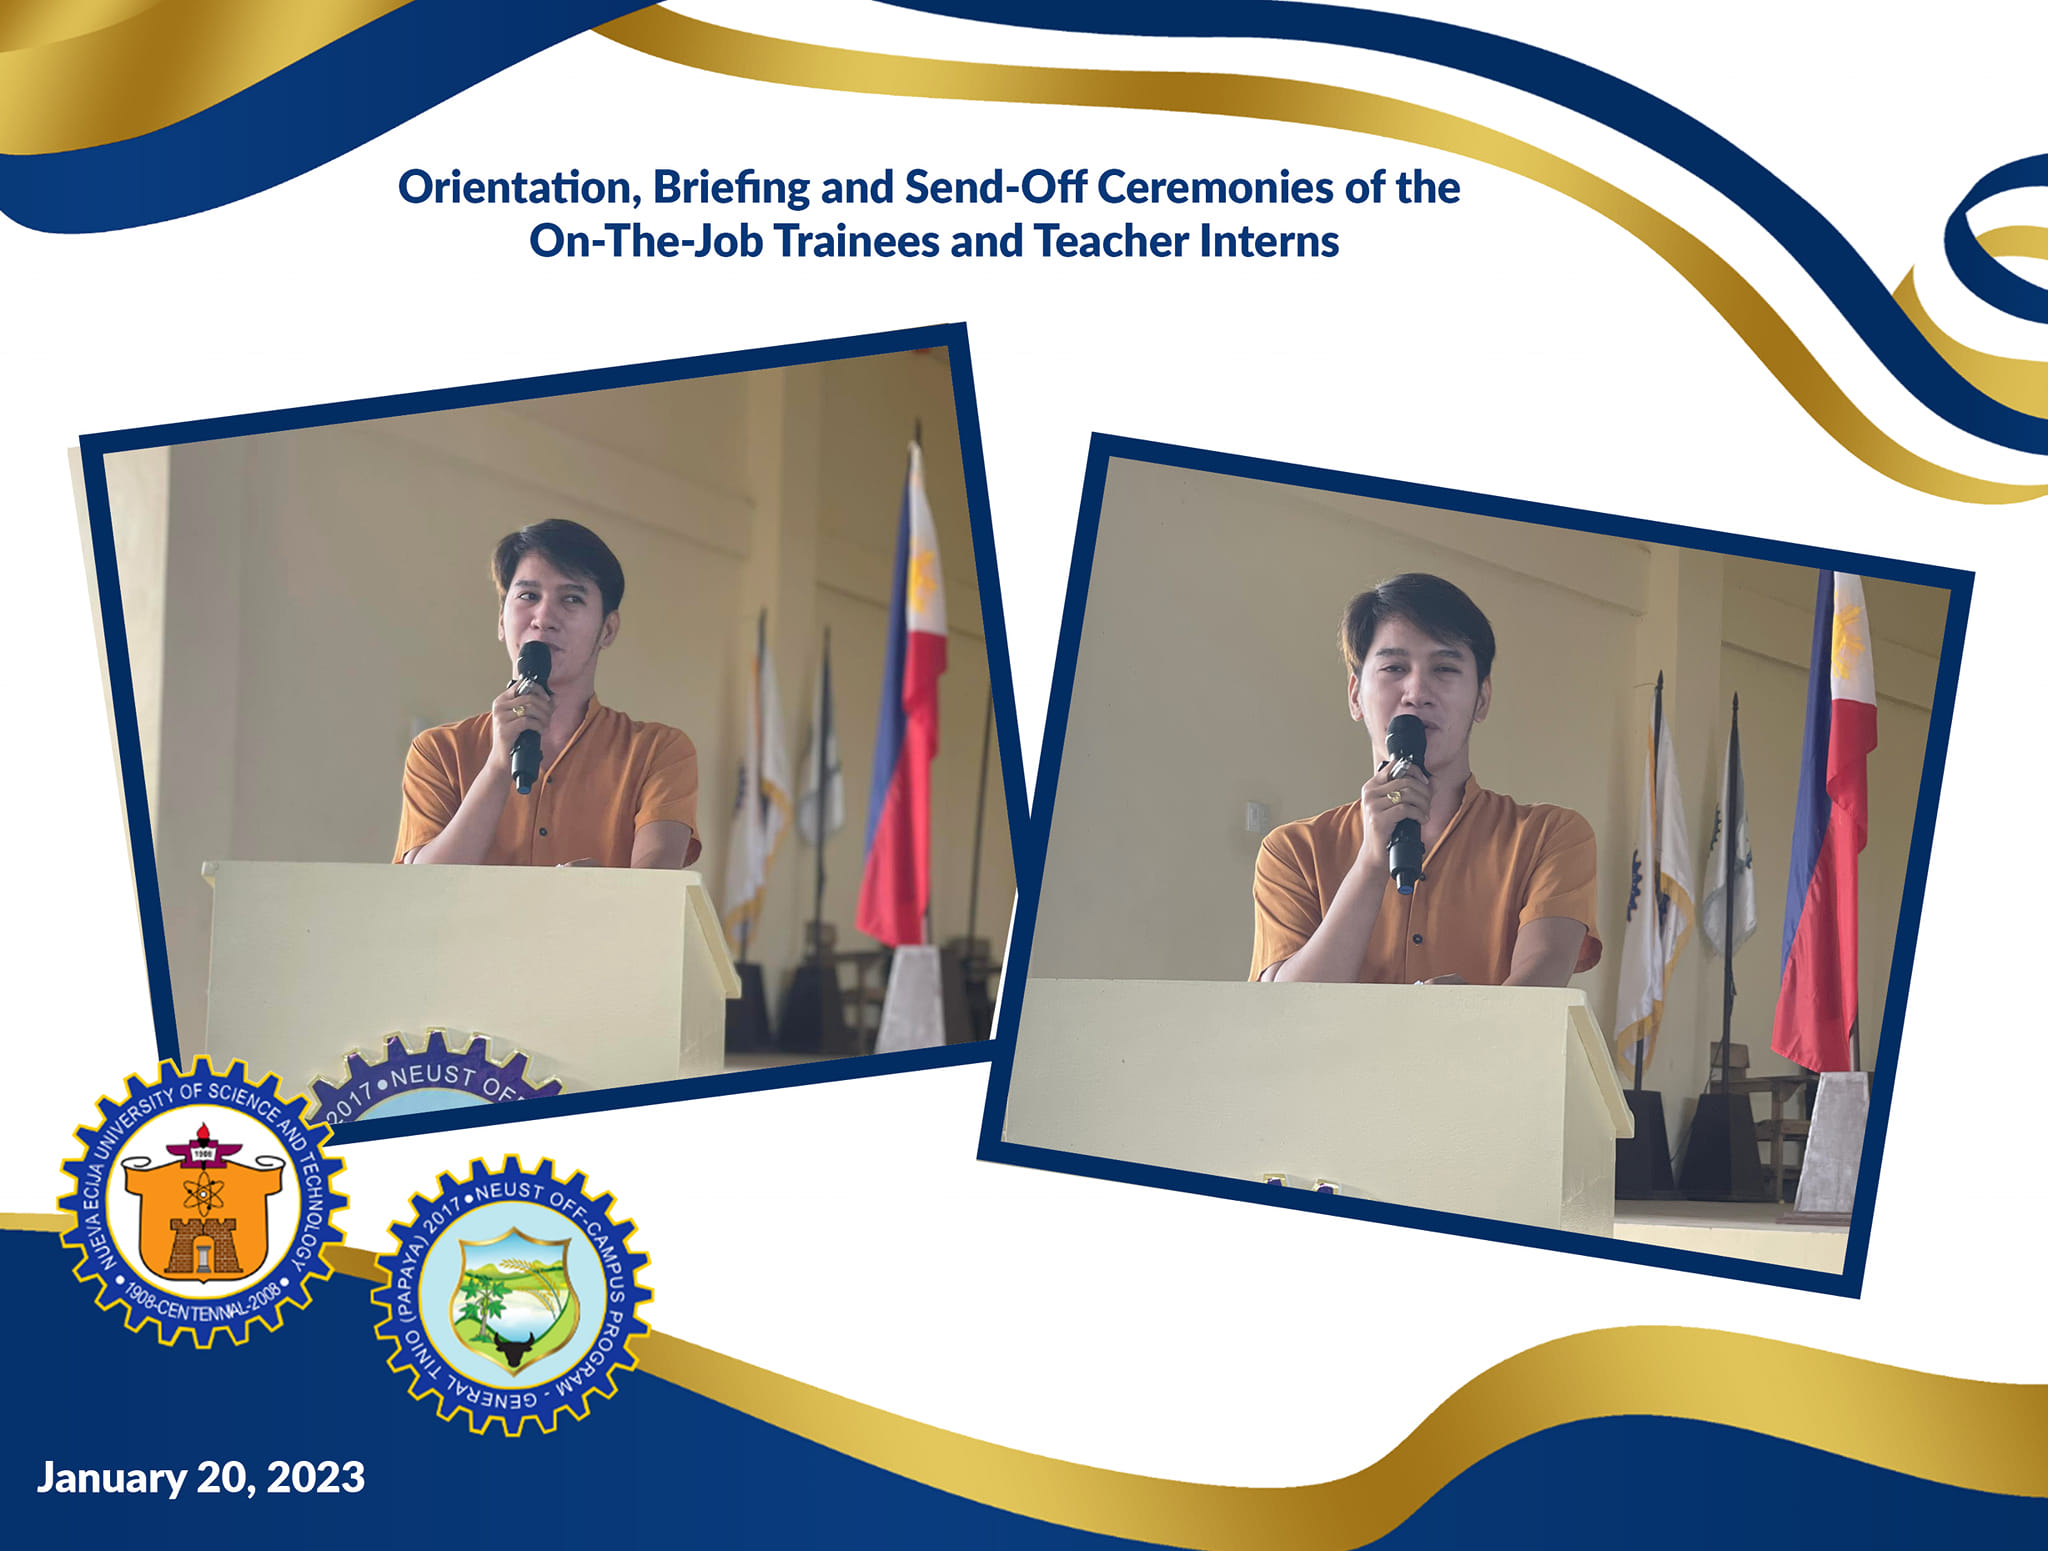 Orientation, Briefing and Send-Off Ceremonies of the
On-The-Job Trainees and Teacher Interns
2017 • NEUST OFF
NUEVA ECIJA UNIVERSITY OF SCIENCE AND TECHNOLOGY
1908
• 1908-CENTENNIAL-2008 •
GENERAL TINIO (PAPAYA) 2017 • NEUST OFF-CAMPUS PROGRAM -
January 20, 2023